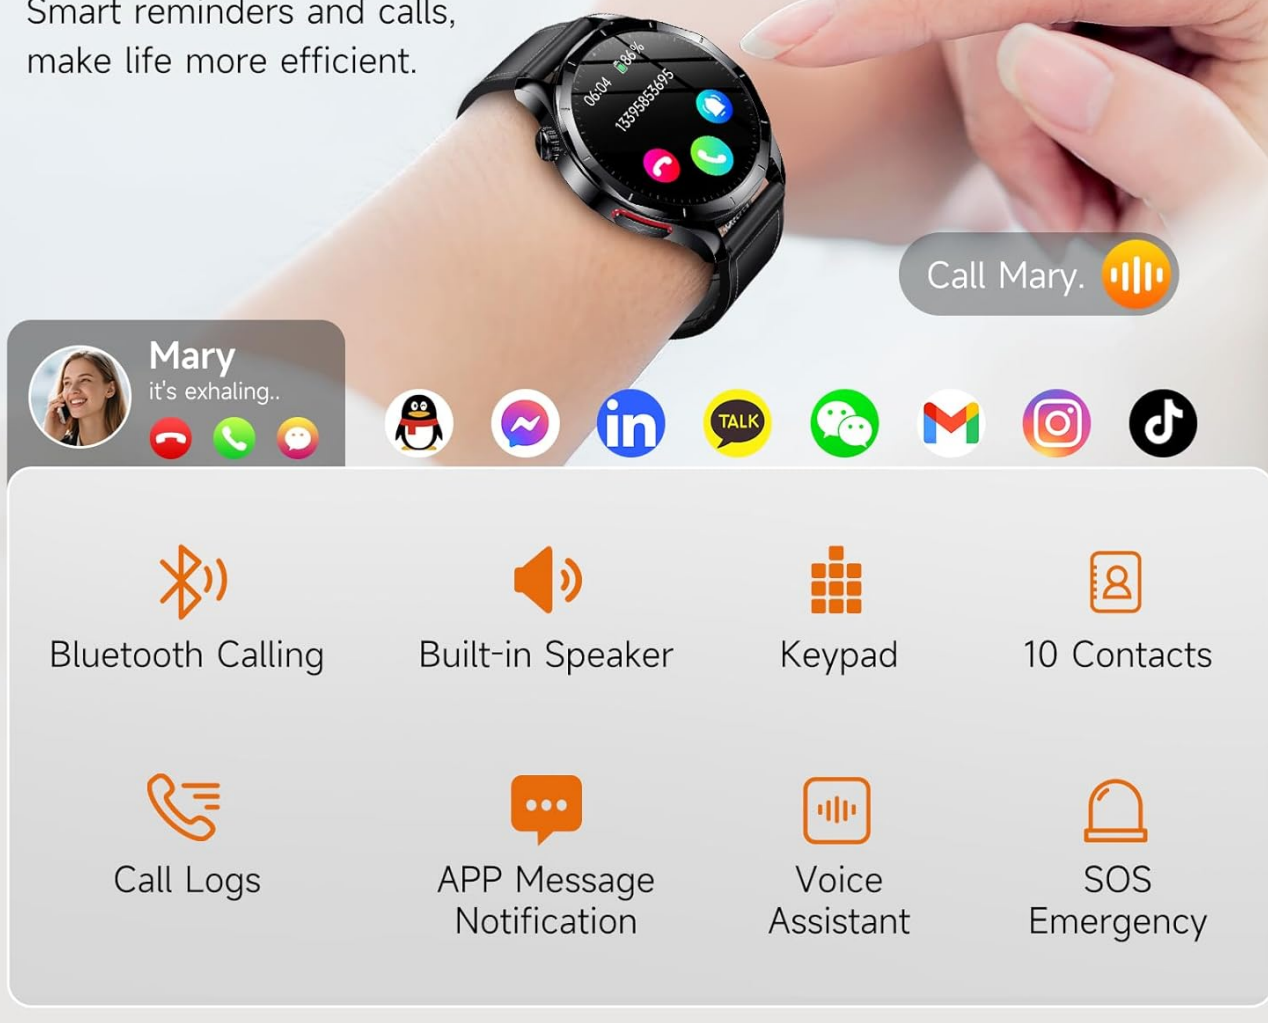 Smart reminders and calls,
make life more efficient.
06:04 86%
13395853695
Call Mary.
Mary
it's exhaling..
in
TALK
Bluetooth Calling
Built-in Speaker
Keypad
10 Contacts
Call Logs
APP Message
Notification
Voice
Assistant
SOS
Emergency